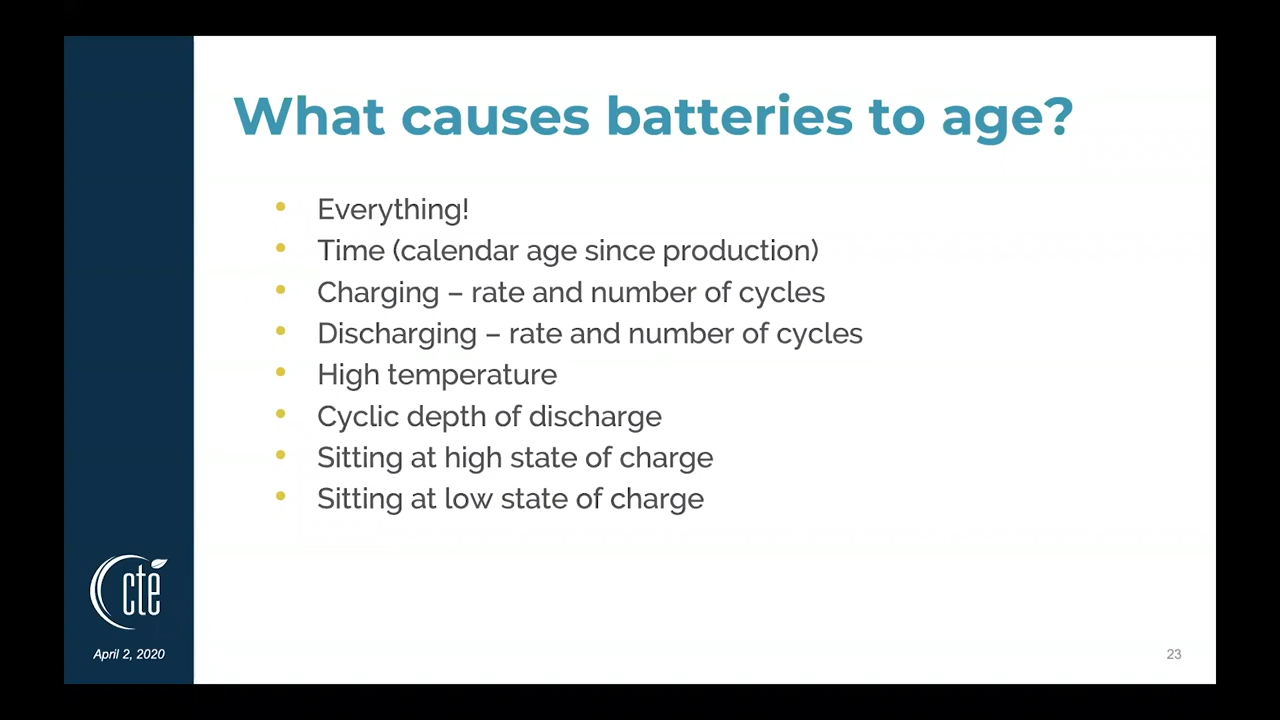 What causes batteries to age?
• Everything!
• Time (calendar age since production)
• Charging – rate and number of cycles
• Discharging – rate and number of cycles
• High temperature
• Cyclic depth of discharge
• Sitting at high state of charge
• Sitting at low state of charge
cte
April 2, 2020
23